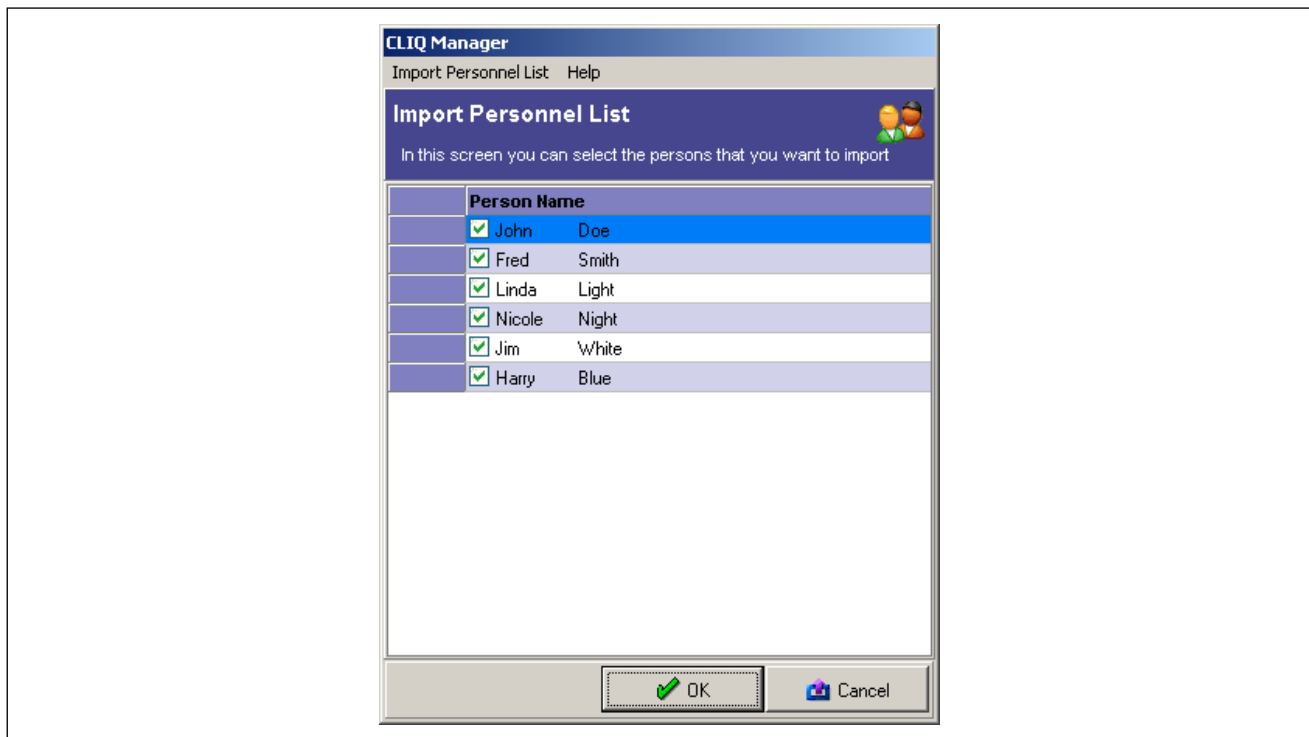 CLIQ Manager
Import Personnel List Help
Import Personnel List
In this screen you can select the persons that you want to import
Person Name
John Doe
Fred Smith
Linda Light
Nicole Night
Jim White
Harry Blue
OK Cancel